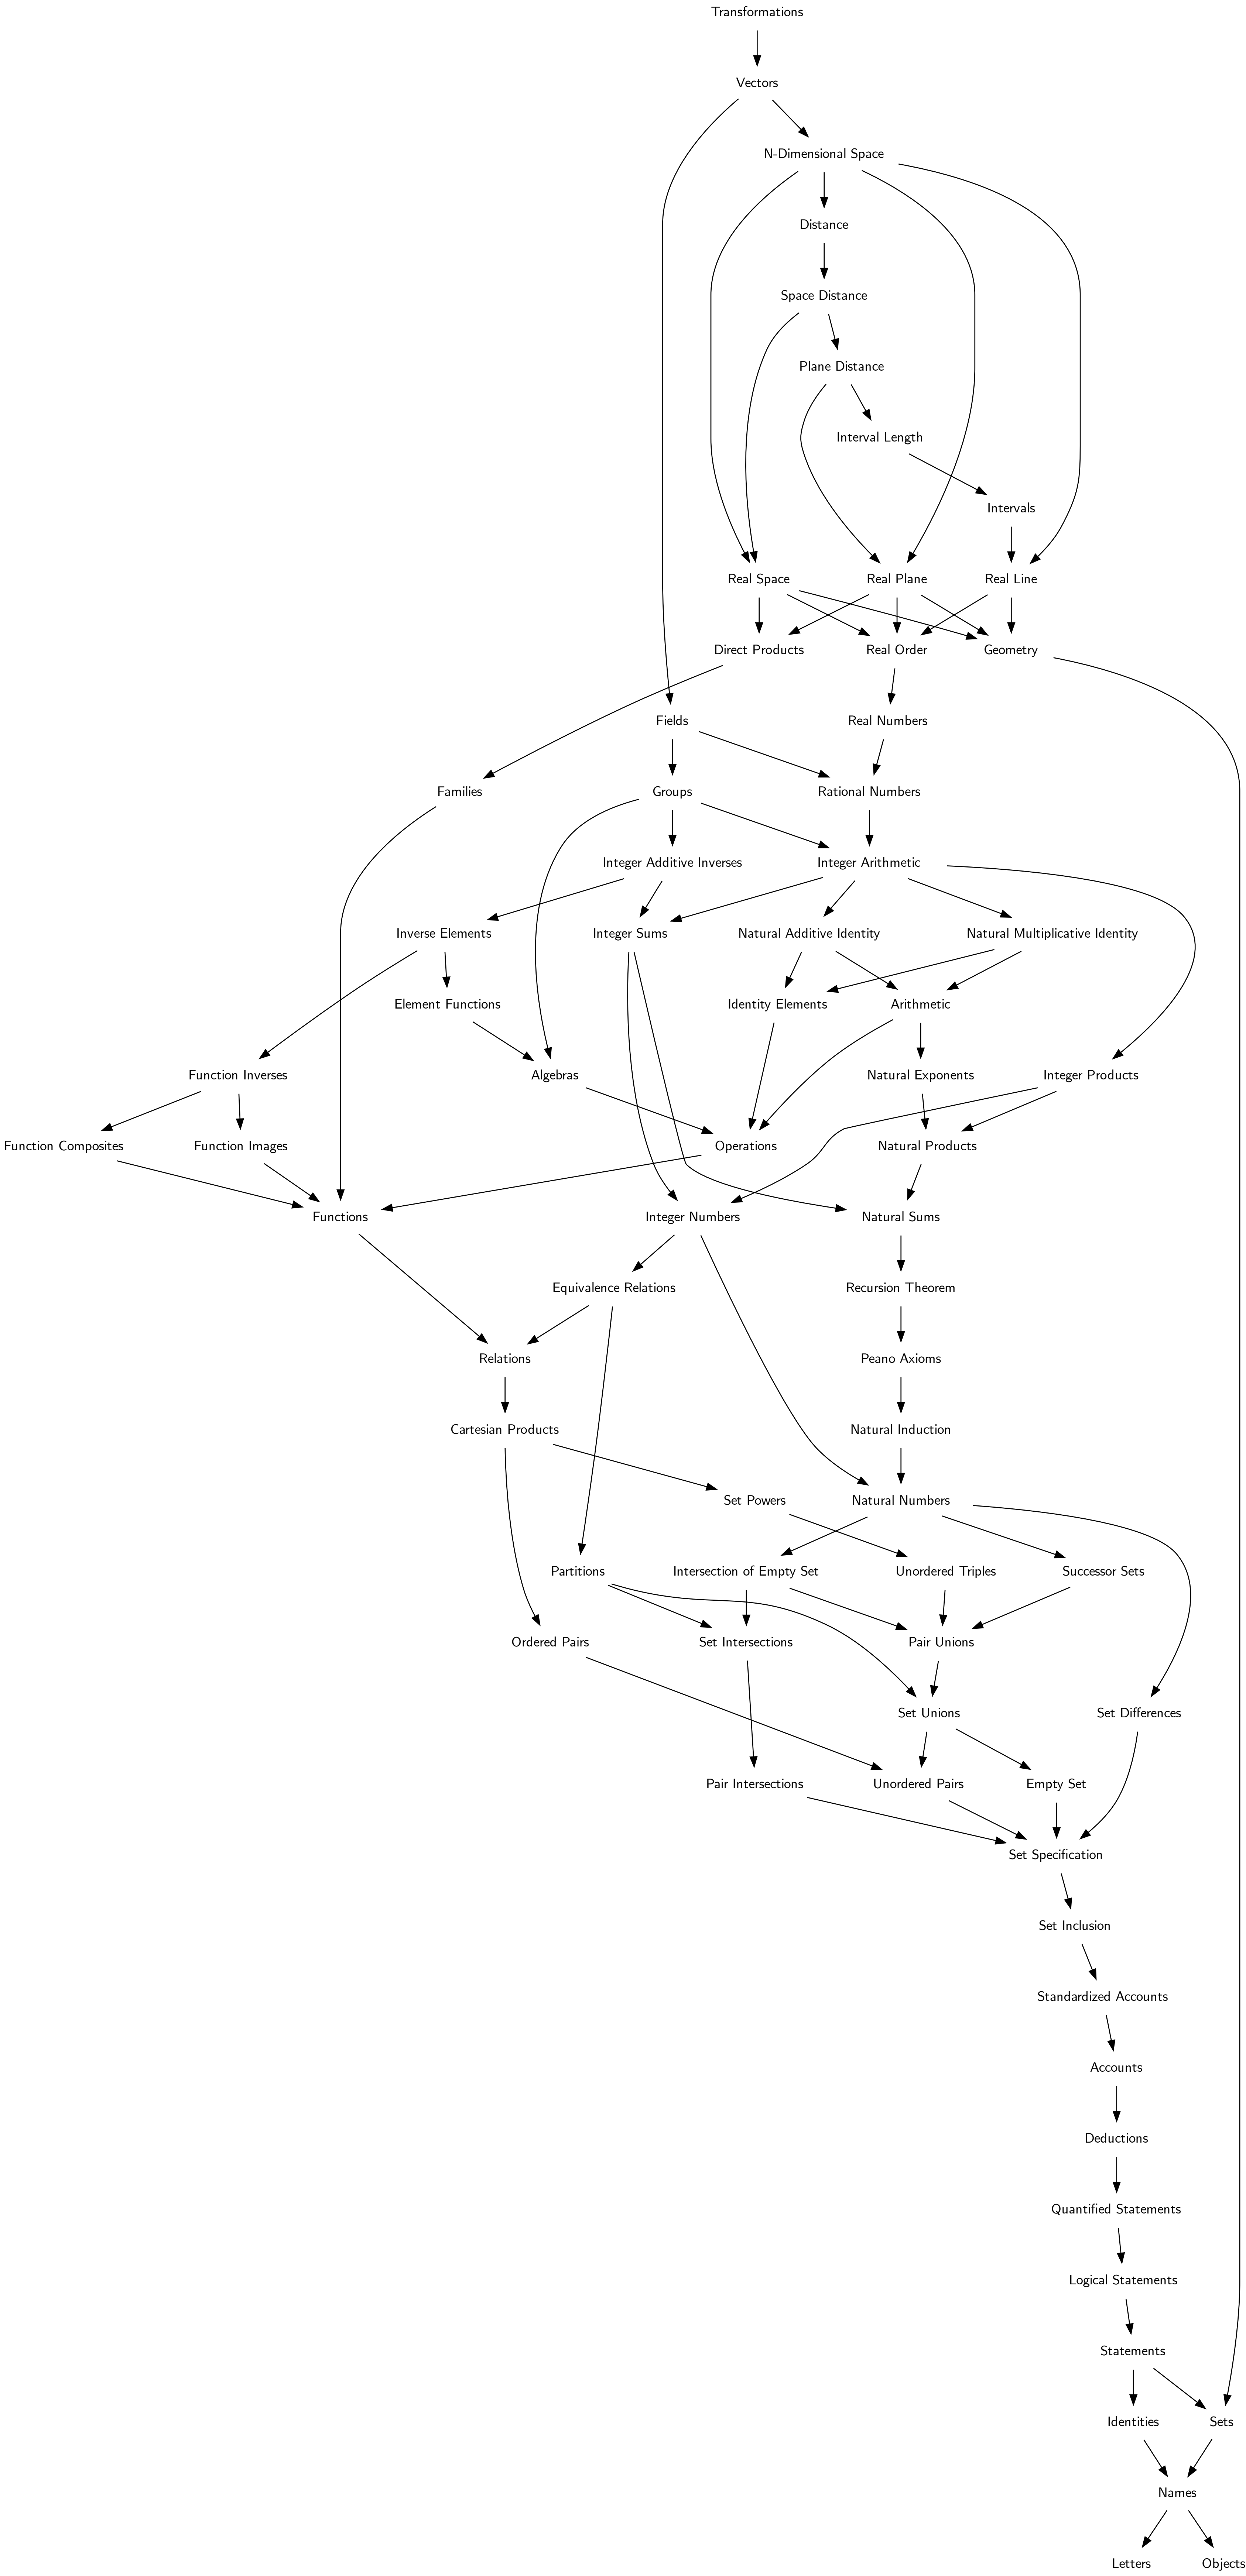 Transformations
Vectors
N-Dimensional Space
Distance
Space Distance
Plane Distance
Interval Length
Intervals
Real Space
Real Plane
Real Line
Direct Products
Real Order
Geometry
Fields
Real Numbers
Families
Groups
Rational Numbers
Integer Additive Inverses
Integer Arithmetic
Inverse Elements
Integer Sums
Natural Additive Identity
Natural Multiplicative Identity
Element Functions
Identity Elements
Arithmetic
Function Inverses
Algebras
Natural Exponents
Integer Products
Function Composites
Function Images
Operations
Natural Products
Functions
Integer Numbers
Natural Sums
Equivalence Relations
Recursion Theorem
Relations
Peano Axioms
Cartesian Products
Natural Induction
Set Powers
Natural Numbers
Partitions
Intersection of Empty Set
Unordered Triples
Successor Sets
Ordered Pairs
Set Intersections
Pair Unions
Set Unions
Set Differences
Pair Intersections
Unordered Pairs
Empty Set
Set Specification
Set Inclusion
Standardized Accounts
Accounts
Deductions
Quantified Statements
Logical Statements
Statements
Identities
Sets
Names
Letters
Objects